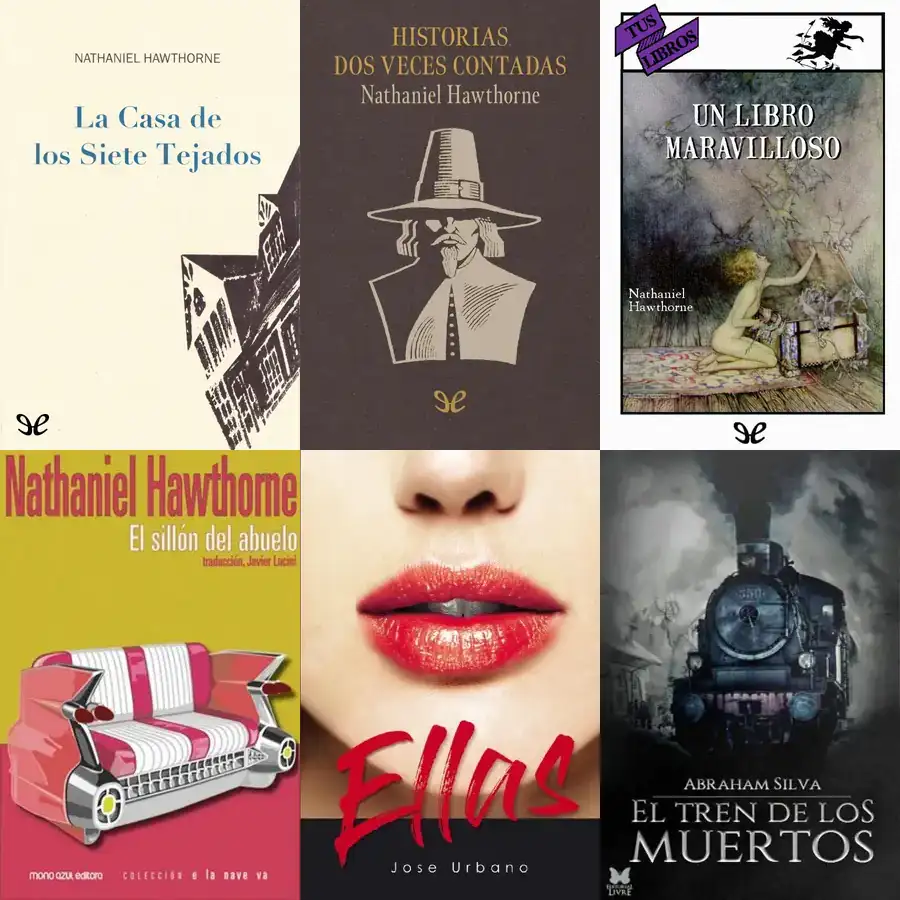 NATHANIEL HAWTHORNE
La Casa de
los Siete Tejados
HISTORIAS
DOS VECES CONTADAS
Nathaniel Hawthorne
TUS
LIBROS
UN LIBRO
MARAVILLOSO
Nathaniel
Hawthorne
Nathaniel Hawthorne
El sillón del abuelo
traducción, Javier Lucini
mono azul editora
COLECCIÓN e la nave va
Ellas
Jose Urbano
ABRAHAM SILVA
EL TREN DE LOS
MUERTOS
EDITORIAL
LIVRE